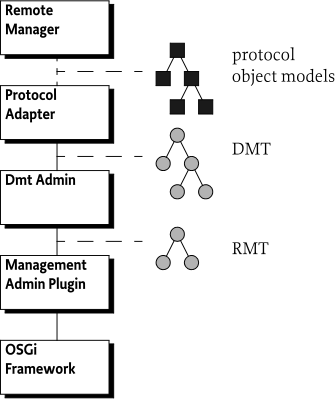 Remote
Manager
protocol
object models
Protocol
Adapter
DMT
Dmt Admin
RMT
Management
Admin Plugin
OSGi
Framework